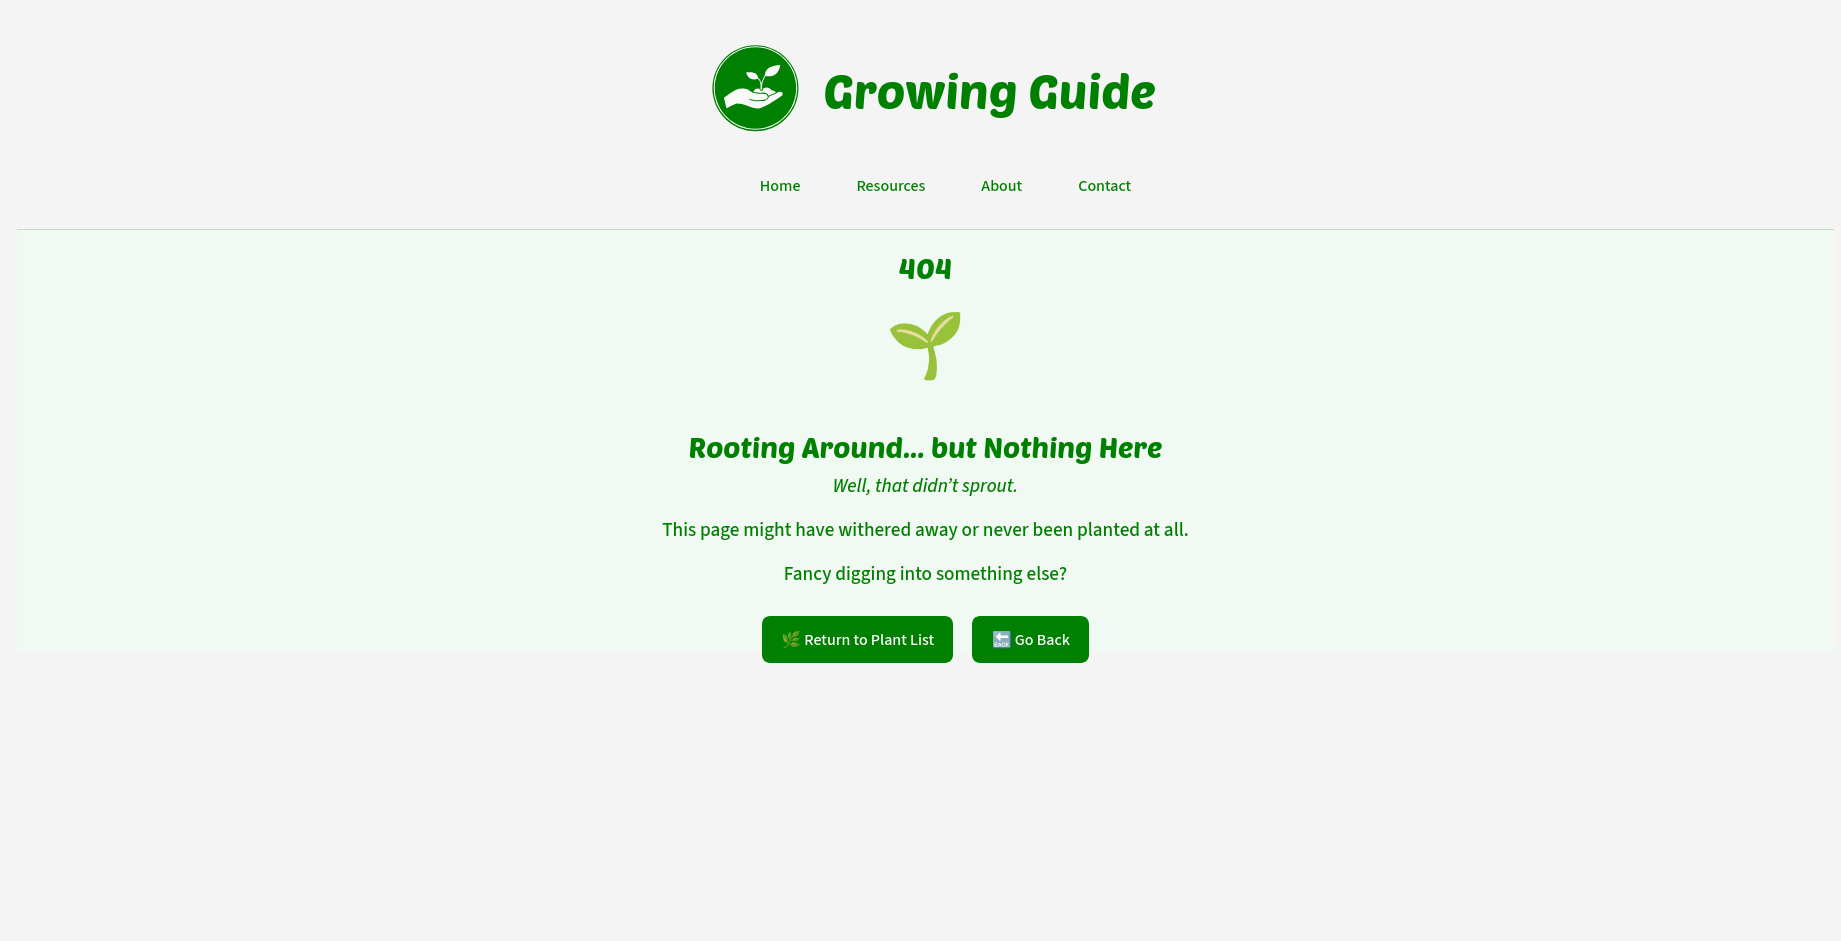 Growing Guide
Home Resources About Contact
404
Rooting Around... but Nothing Here
Well, that didn’t sprout.
This page might have withered away or never been planted at all.
Fancy digging into something else?
🌿 Return to Plant List 🔙 Go Back